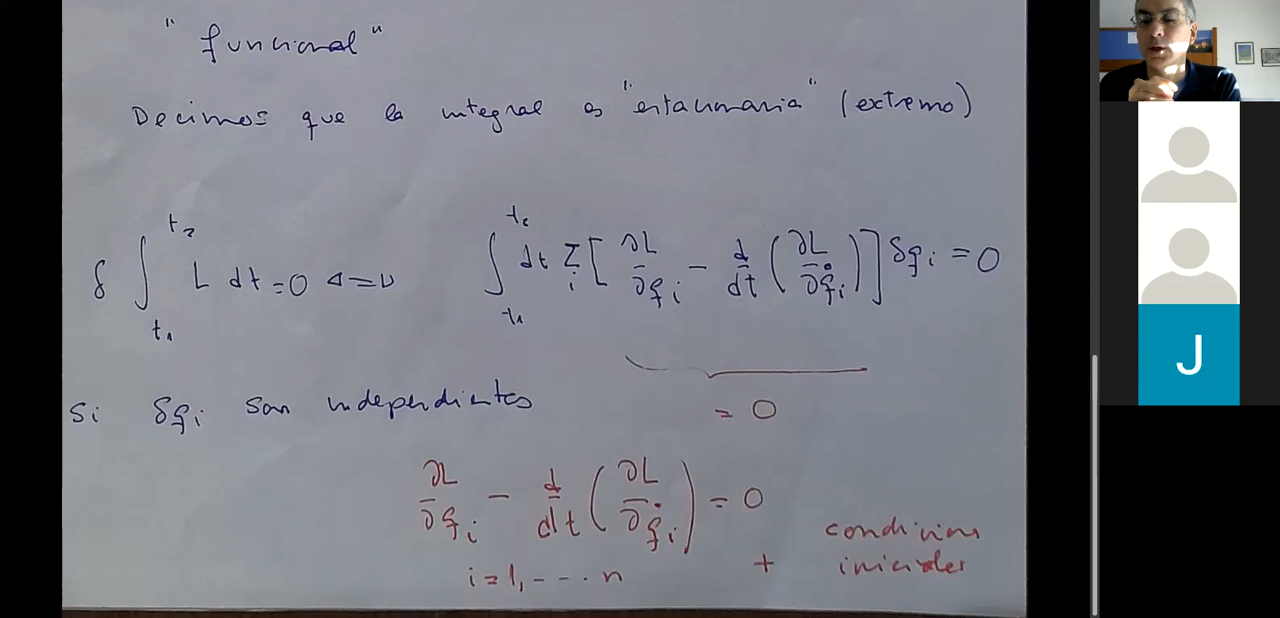 "funcional"
Decimos que la integral es "estacionaria" (extremo)
δ ∫_{t₁}^{t₂} L dt = 0 ⇔ ∫_{t₁}^{t₂} dt Σ_i [ ∂L/∂q_i − d/dt ( ∂L/∂q̇_i ) ] δq_i = 0
= 0
Si δq_i son independientes
∂L/∂q_i − d/dt ( ∂L/∂q̇_i ) = 0
i = 1, --- n
+ condiciones
iniciales
J